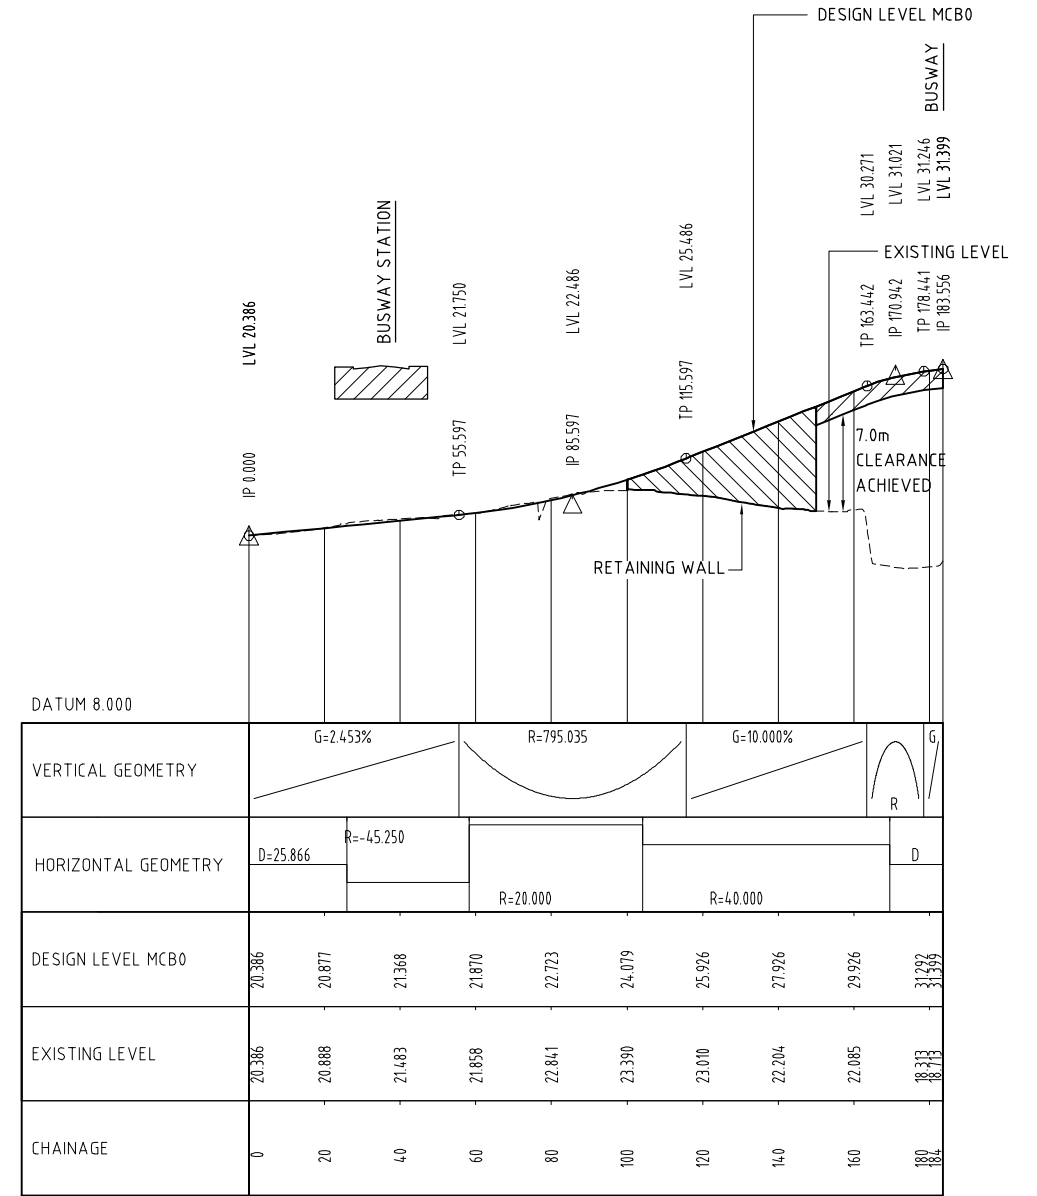 DESIGN LEVEL MCB0
BUSWAY
LVL 30.271
LVL 31.021
LVL 31.246
LVL 31.399
BUSWAY STATION
LVL 25.486
EXISTING LEVEL
LVL 20.386
LVL 21.750
LVL 22.486
TP 163.442
IP 170.942
TP 178.441
IP 183.556
TP 115.597
IP 0.000
TP 55.597
IP 85.597
7.0m
CLEARANCE
ACHIEVED
RETAINING WALL
DATUM 8.000
VERTICAL GEOMETRY
G=2.453%
R=795.035
G=10.000%
R
G
HORIZONTAL GEOMETRY
D=25.866
R=-45.250
R=20.000
R=40.000
D
DESIGN LEVEL MCB0
20.386 20.877 21.368 21.870 22.723 24.079 25.926 27.926 29.926 31.292 31.399
EXISTING LEVEL
20.386 20.888 21.483 21.858 22.841 23.390 23.010 22.204 22.085 18.313 18.713
CHAINAGE
0 20 40 60 80 100 120 140 160 180 184